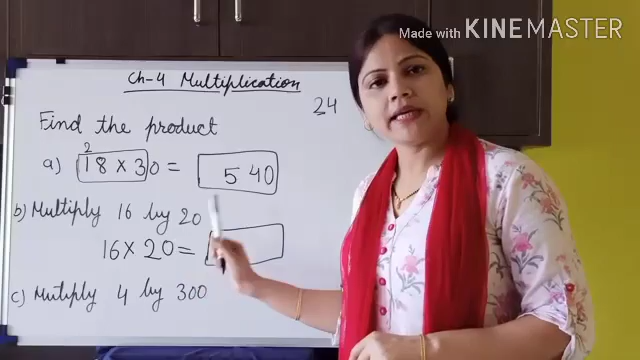 Made with KINEMASTER
Ch-4 Multiplication
24
Find the product
2
a) 18 × 30 = 540
b) Multiply 16 by 20
16 × 20 =
c) Mutiply 4 by 300